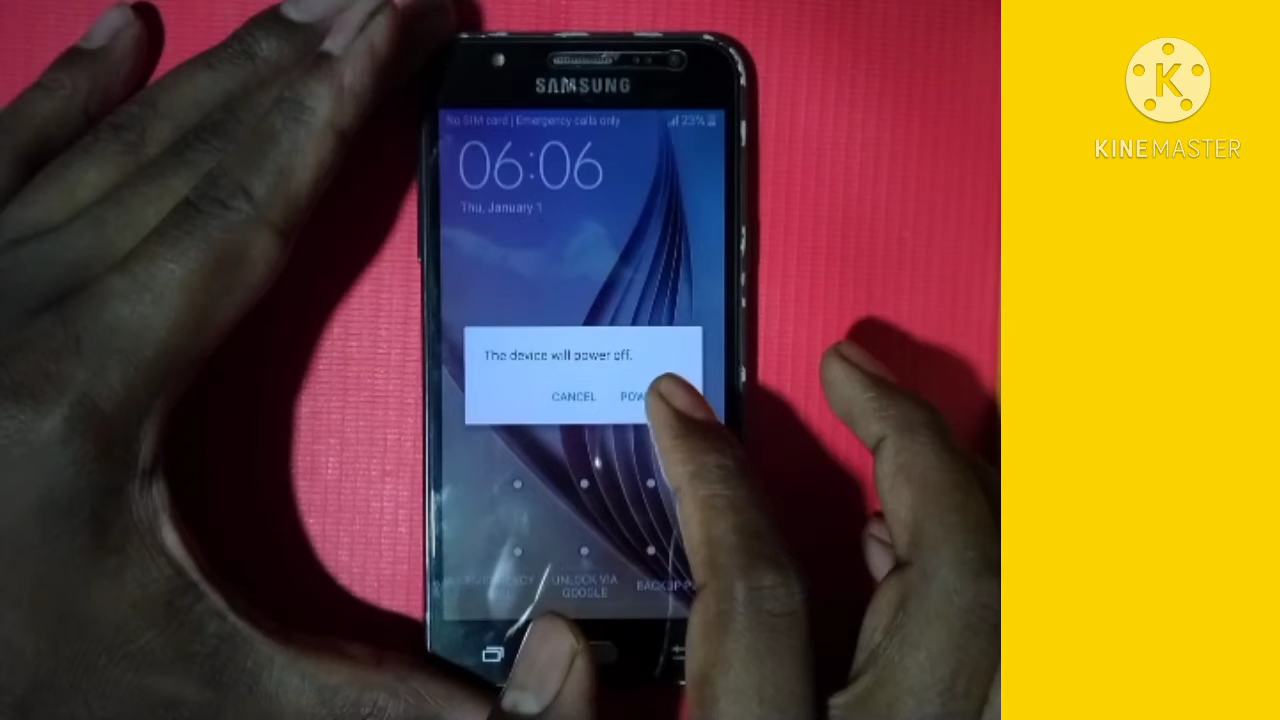 SAMSUNG
No SIM card | Emergency calls only 23%
06:06
Thu, January 1
The device will power off.
CANCEL
UNLOCK VIA
GOOGLE
KINEMASTER